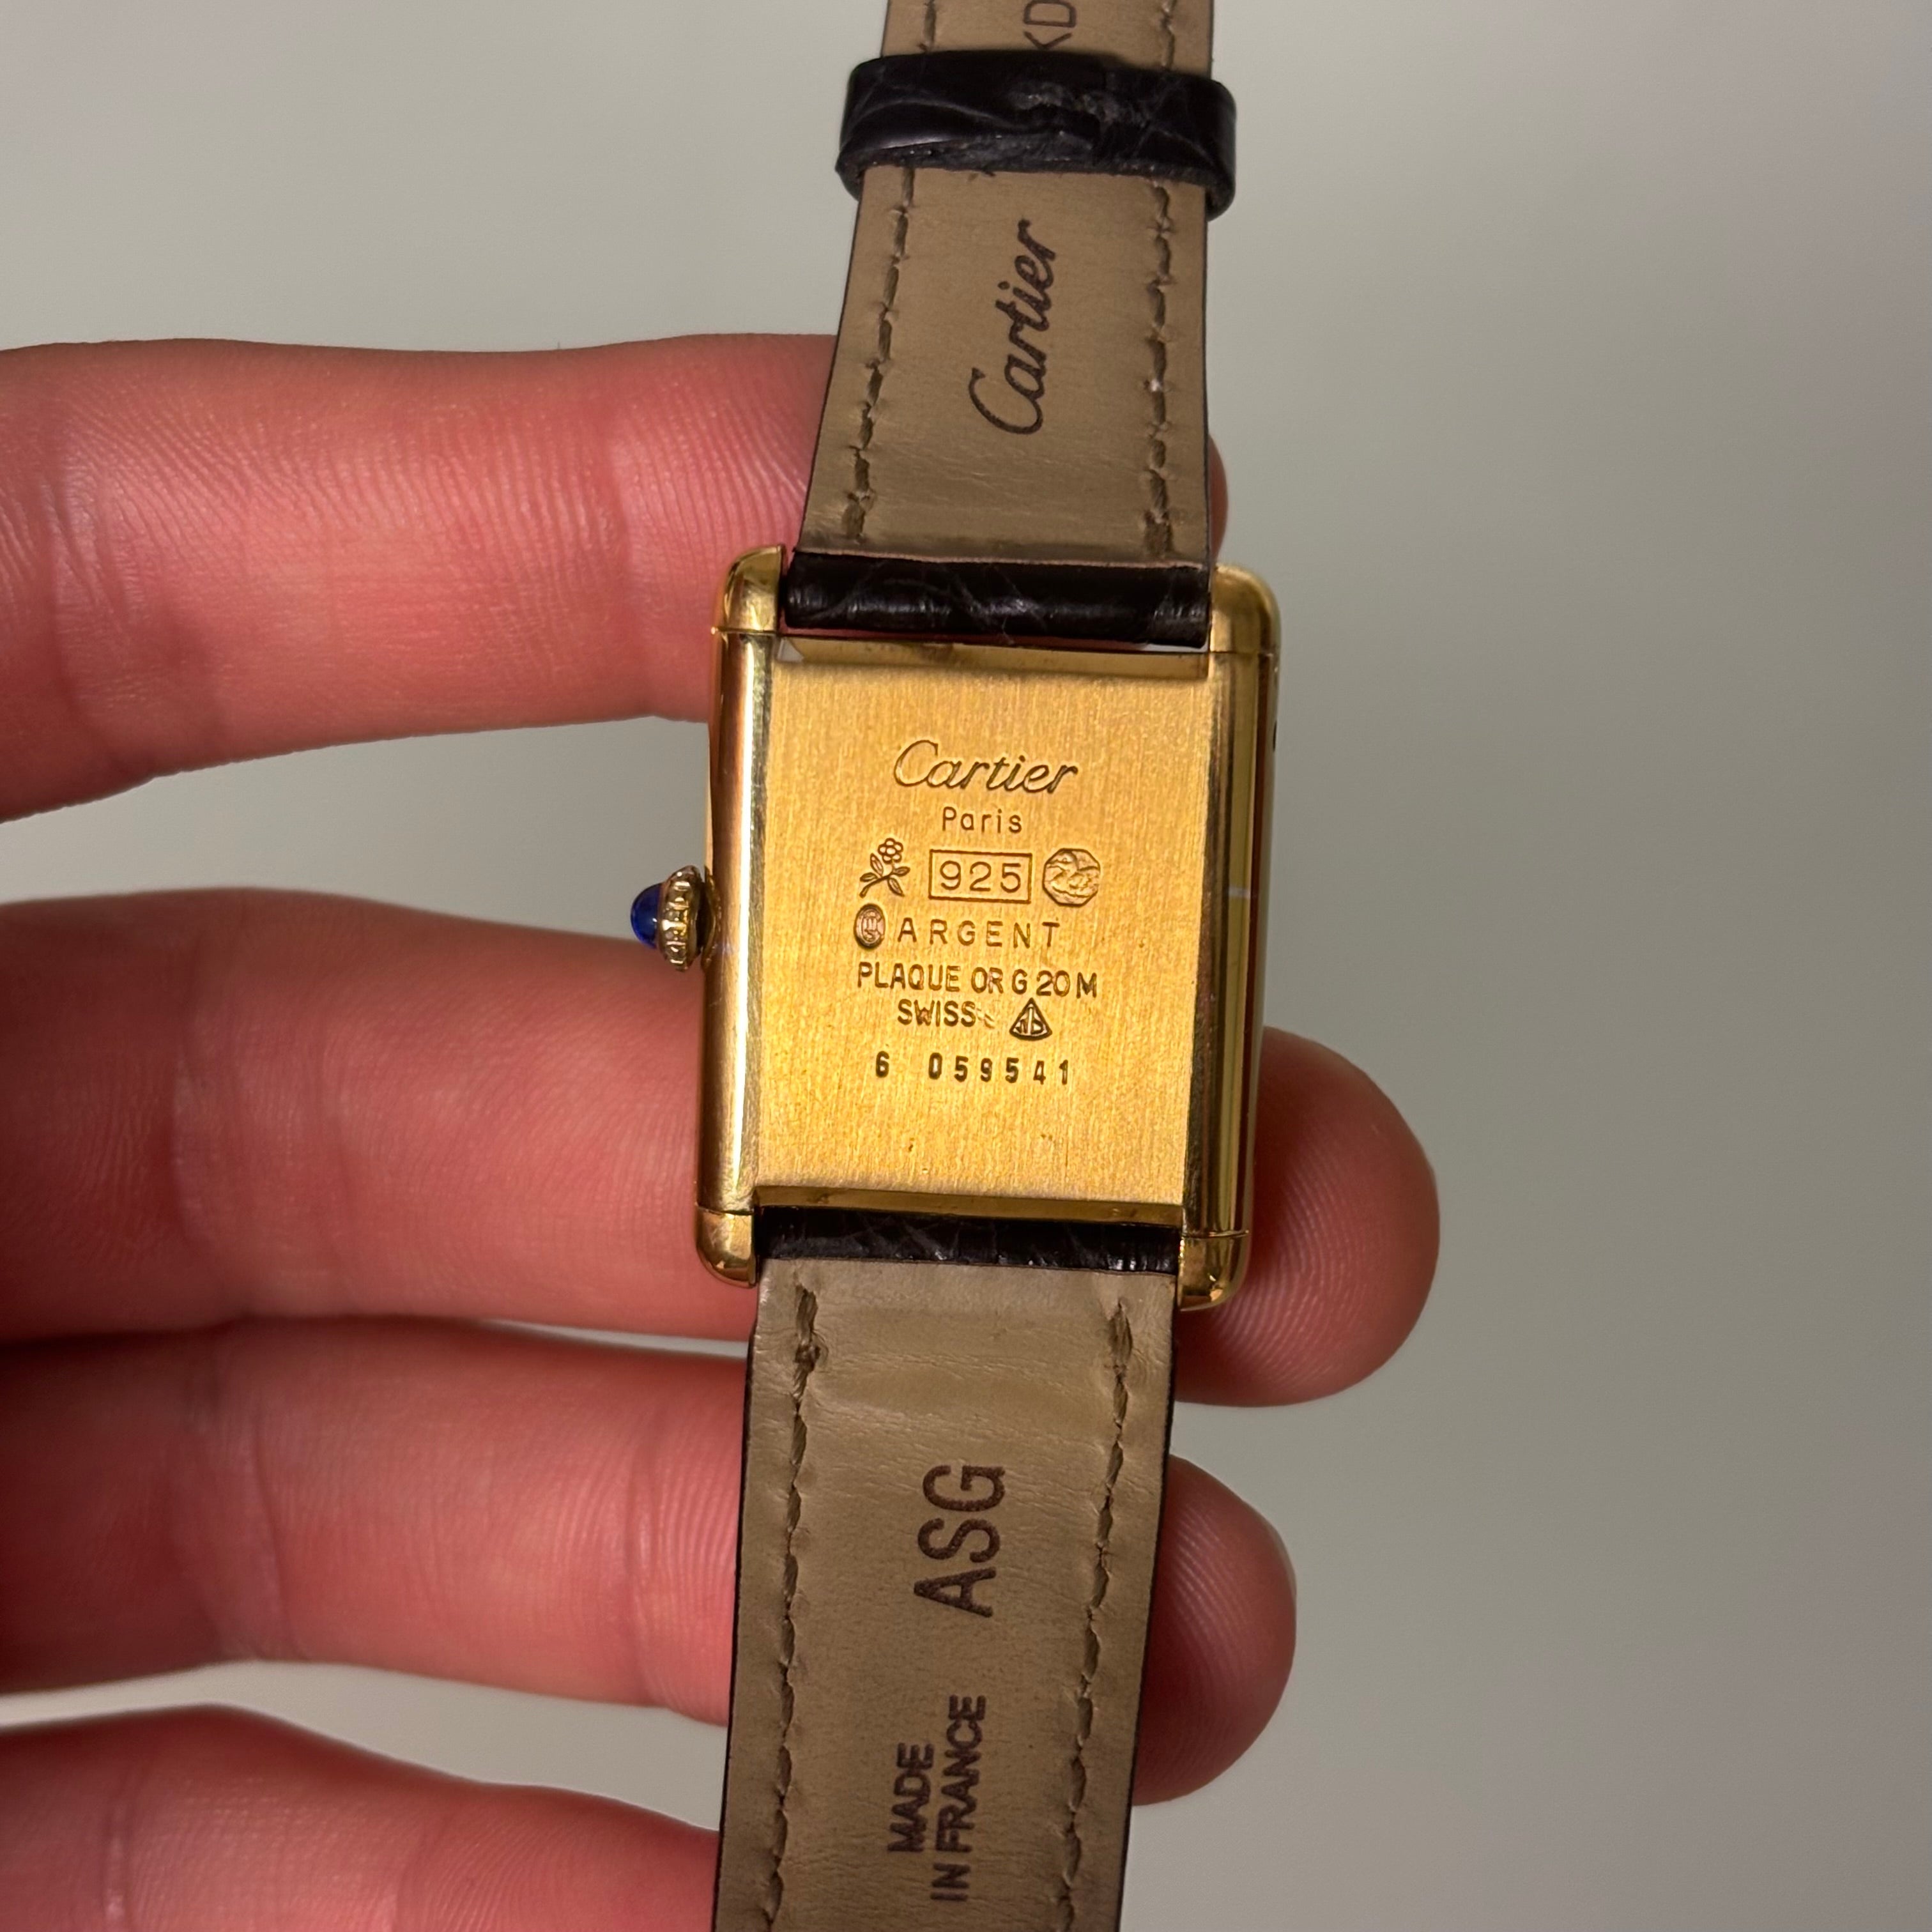 Cartier
Cartier
Paris
925
ARGENT
PLAQUE OR G 20 M
SWISS
6 059541
ASG
MADE
IN FRANCE